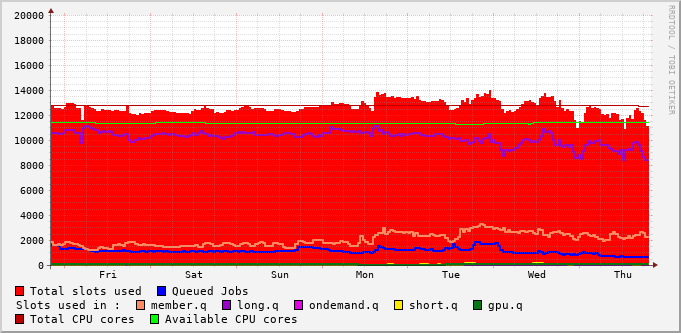 20000
18000
16000
14000
12000
10000
8000
6000
4000
2000
0
Fri Sat Sun Mon Tue Wed Thu
RRDTOOL / TOBI OETIKER
Total slots used Queued Jobs
Slots used in : member.q long.q ondemand.q short.q gpu.q
Total CPU cores Available CPU cores